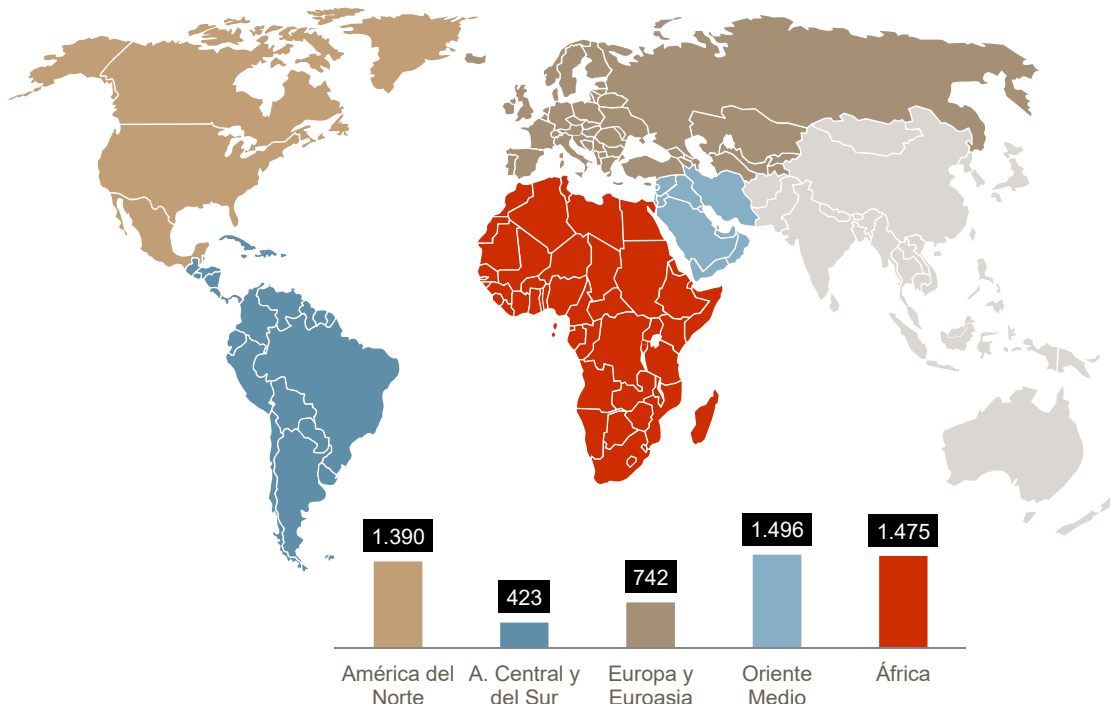 1.390
423
742
1.496
1.475
América del
Norte
A. Central y
del Sur
Europa y
Euroasia
Oriente
Medio
África